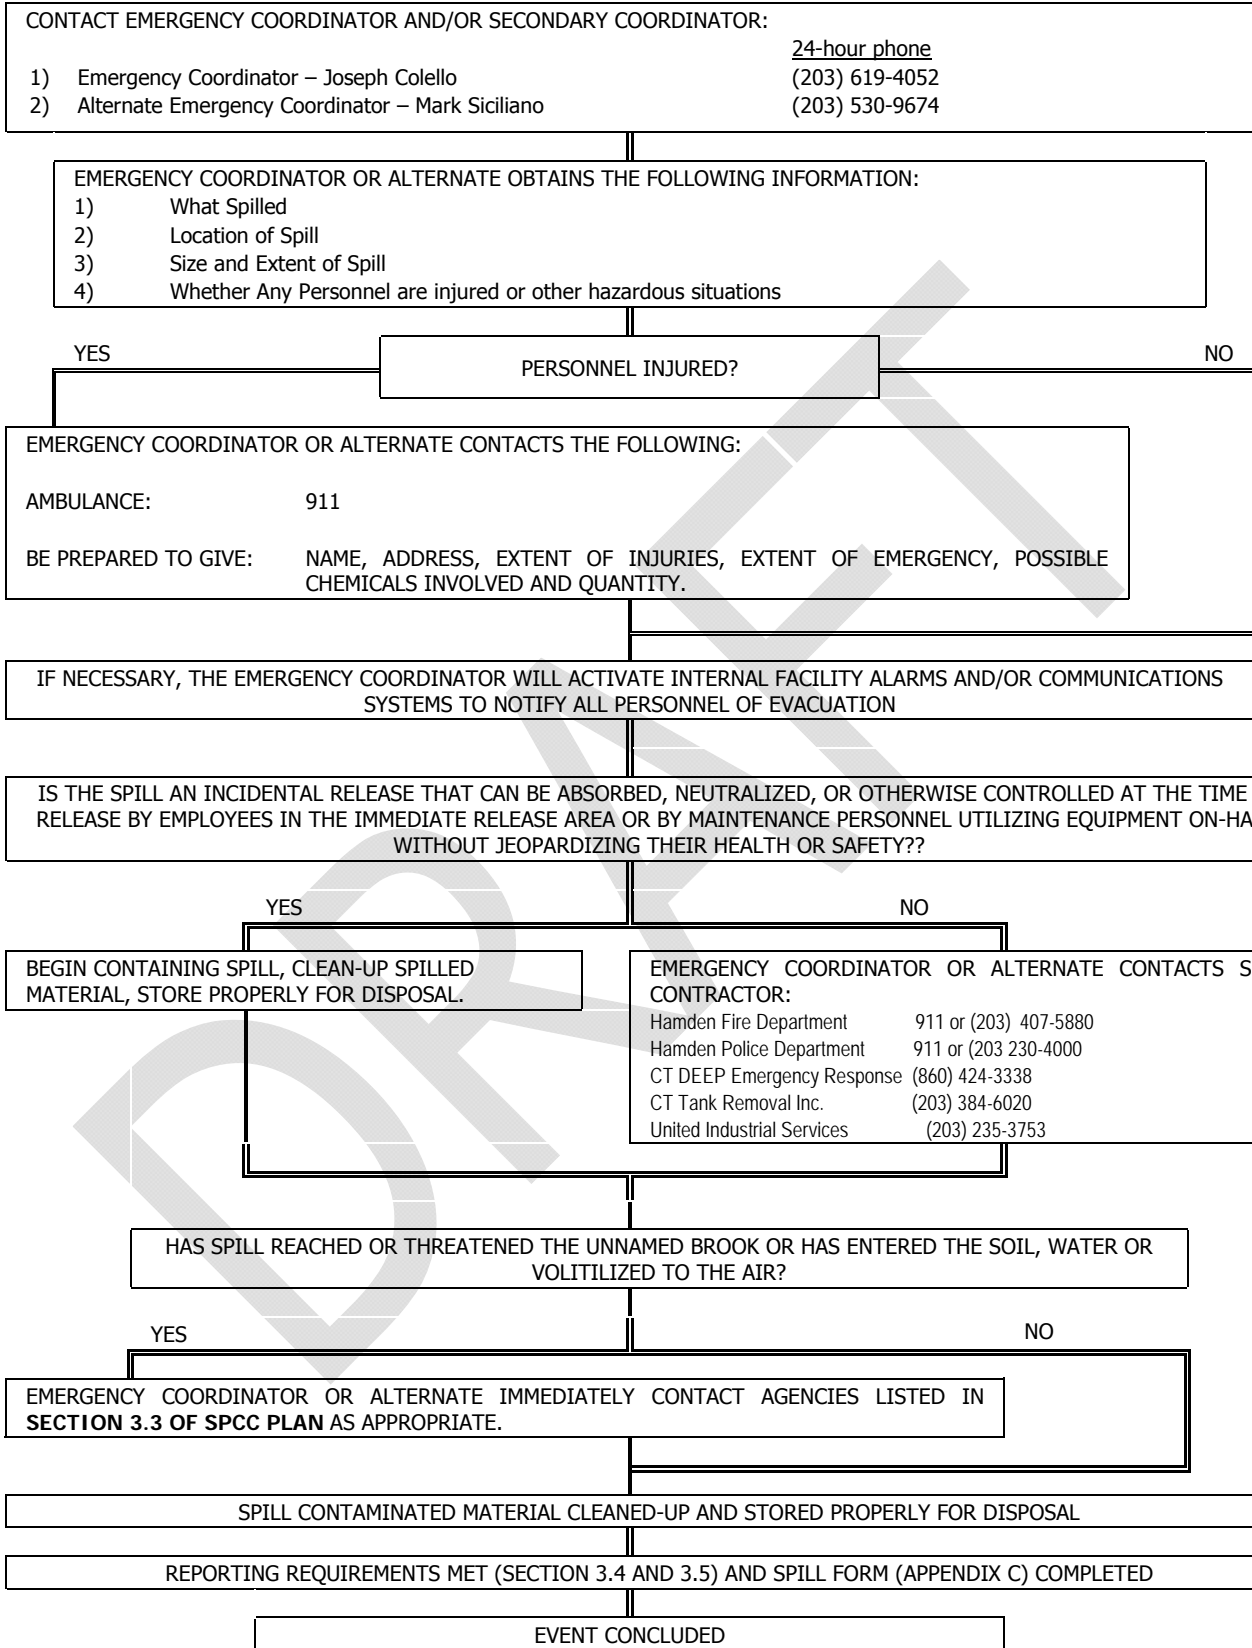 CONTACT EMERGENCY COORDINATOR AND/OR SECONDARY COORDINATOR:
24-hour phone
1) Emergency Coordinator – Joseph Colello (203) 619-4052
2) Alternate Emergency Coordinator – Mark Siciliano (203) 530-9674
EMERGENCY COORDINATOR OR ALTERNATE OBTAINS THE FOLLOWING INFORMATION:
1) What Spilled
2) Location of Spill
3) Size and Extent of Spill
4) Whether Any Personnel are injured or other hazardous situations
YES
PERSONNEL INJURED?
NO
EMERGENCY COORDINATOR OR ALTERNATE CONTACTS THE FOLLOWING:
AMBULANCE: 911
BE PREPARED TO GIVE: NAME, ADDRESS, EXTENT OF INJURIES, EXTENT OF EMERGENCY, POSSIBLE
CHEMICALS INVOLVED AND QUANTITY.
IF NECESSARY, THE EMERGENCY COORDINATOR WILL ACTIVATE INTERNAL FACILITY ALARMS AND/OR COMMUNICATIONS
SYSTEMS TO NOTIFY ALL PERSONNEL OF EVACUATION
IS THE SPILL AN INCIDENTAL RELEASE THAT CAN BE ABSORBED, NEUTRALIZED, OR OTHERWISE CONTROLLED AT THE TIME
RELEASE BY EMPLOYEES IN THE IMMEDIATE RELEASE AREA OR BY MAINTENANCE PERSONNEL UTILIZING EQUIPMENT ON-HA
WITHOUT JEOPARDIZING THEIR HEALTH OR SAFETY??
YES
NO
BEGIN CONTAINING SPILL, CLEAN-UP SPILLED
MATERIAL, STORE PROPERLY FOR DISPOSAL.
EMERGENCY COORDINATOR OR ALTERNATE CONTACTS S
CONTRACTOR:
Hamden Fire Department 911 or (203) 407-5880
Hamden Police Department 911 or (203 230-4000
CT DEEP Emergency Response (860) 424-3338
CT Tank Removal Inc. (203) 384-6020
United Industrial Services (203) 235-3753
HAS SPILL REACHED OR THREATENED THE UNNAMED BROOK OR HAS ENTERED THE SOIL, WATER OR
VOLITILIZED TO THE AIR?
YES
NO
EMERGENCY COORDINATOR OR ALTERNATE IMMEDIATELY CONTACT AGENCIES LISTED IN
SECTION 3.3 OF SPCC PLAN AS APPROPRIATE.
SPILL CONTAMINATED MATERIAL CLEANED-UP AND STORED PROPERLY FOR DISPOSAL
REPORTING REQUIREMENTS MET (SECTION 3.4 AND 3.5) AND SPILL FORM (APPENDIX C) COMPLETED
EVENT CONCLUDED
DRAFT